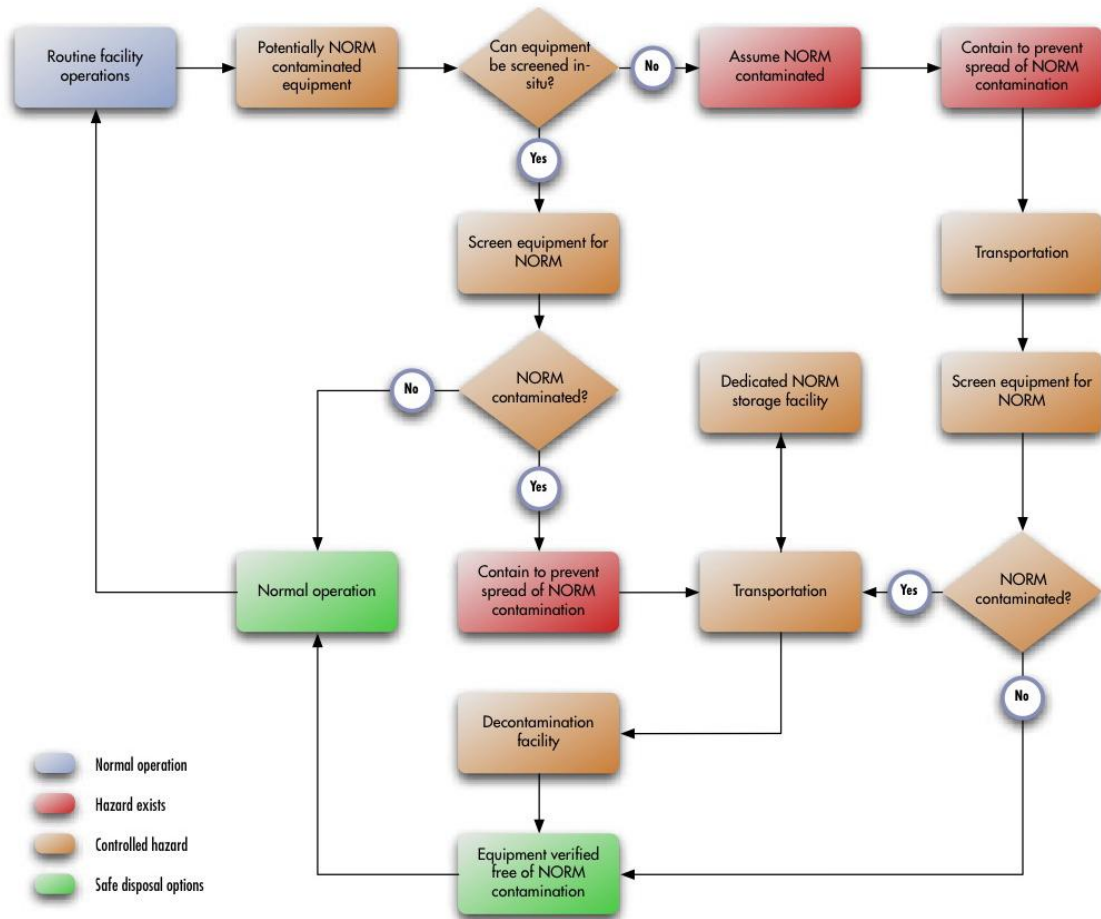 Routine facility
operations
Potentially NORM
contaminated
equipment
Can equipment
be screened in-
situ?
No
Assume NORM
contaminated
Contain to prevent
spread of NORM
contamination
Yes
Screen equipment for
NORM
Transportation
NORM
contaminated?
No
Dedicated NORM
storage facility
Screen equipment for
NORM
Yes
Normal operation
Contain to prevent
spread of NORM
contamination
Transportation
Yes
NORM
contaminated?
No
Decontamination
facility
Equipment verified
free of NORM
contamination
Normal operation
Hazard exists
Controlled hazard
Safe disposal options